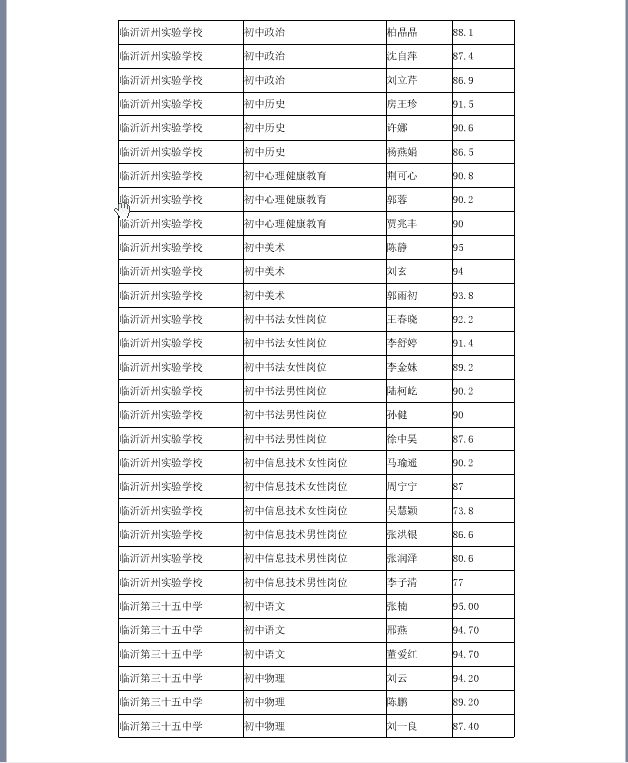 临沂沂州实验学校 初中政治 柏晶晶 88.1
临沂沂州实验学校 初中政治 沈自萍 87.4
临沂沂州实验学校 初中政治 刘立芹 86.9
临沂沂州实验学校 初中历史 房王珍 91.5
临沂沂州实验学校 初中历史 许娜 90.6
临沂沂州实验学校 初中历史 杨燕娟 86.5
临沂沂州实验学校 初中心理健康教育 荆可心 90.8
临沂沂州实验学校 初中心理健康教育 郭蓉 90.2
临沂沂州实验学校 初中心理健康教育 贾兆丰 90
临沂沂州实验学校 初中美术 陈静 95
临沂沂州实验学校 初中美术 刘玄 94
临沂沂州实验学校 初中美术 郭雨初 93.8
临沂沂州实验学校 初中书法女性岗位 王春晓 92.2
临沂沂州实验学校 初中书法女性岗位 李舒婷 91.4
临沂沂州实验学校 初中书法女性岗位 李金妹 89.2
临沂沂州实验学校 初中书法男性岗位 陆柯屹 90.2
临沂沂州实验学校 初中书法男性岗位 孙健 90
临沂沂州实验学校 初中书法男性岗位 徐中昊 87.6
临沂沂州实验学校 初中信息技术女性岗位 马瑜遥 90.2
临沂沂州实验学校 初中信息技术女性岗位 周宁宁 87
临沂沂州实验学校 初中信息技术女性岗位 吴慧颖 73.8
临沂沂州实验学校 初中信息技术男性岗位 张洪银 86.6
临沂沂州实验学校 初中信息技术男性岗位 张润泽 80.6
临沂沂州实验学校 初中信息技术男性岗位 李子清 77
临沂第三十五中学 初中语文 张楠 95.00
临沂第三十五中学 初中语文 邢燕 94.70
临沂第三十五中学 初中语文 董爱红 94.70
临沂第三十五中学 初中物理 刘云 94.20
临沂第三十五中学 初中物理 陈鹏 89.20
临沂第三十五中学 初中物理 刘一良 87.40